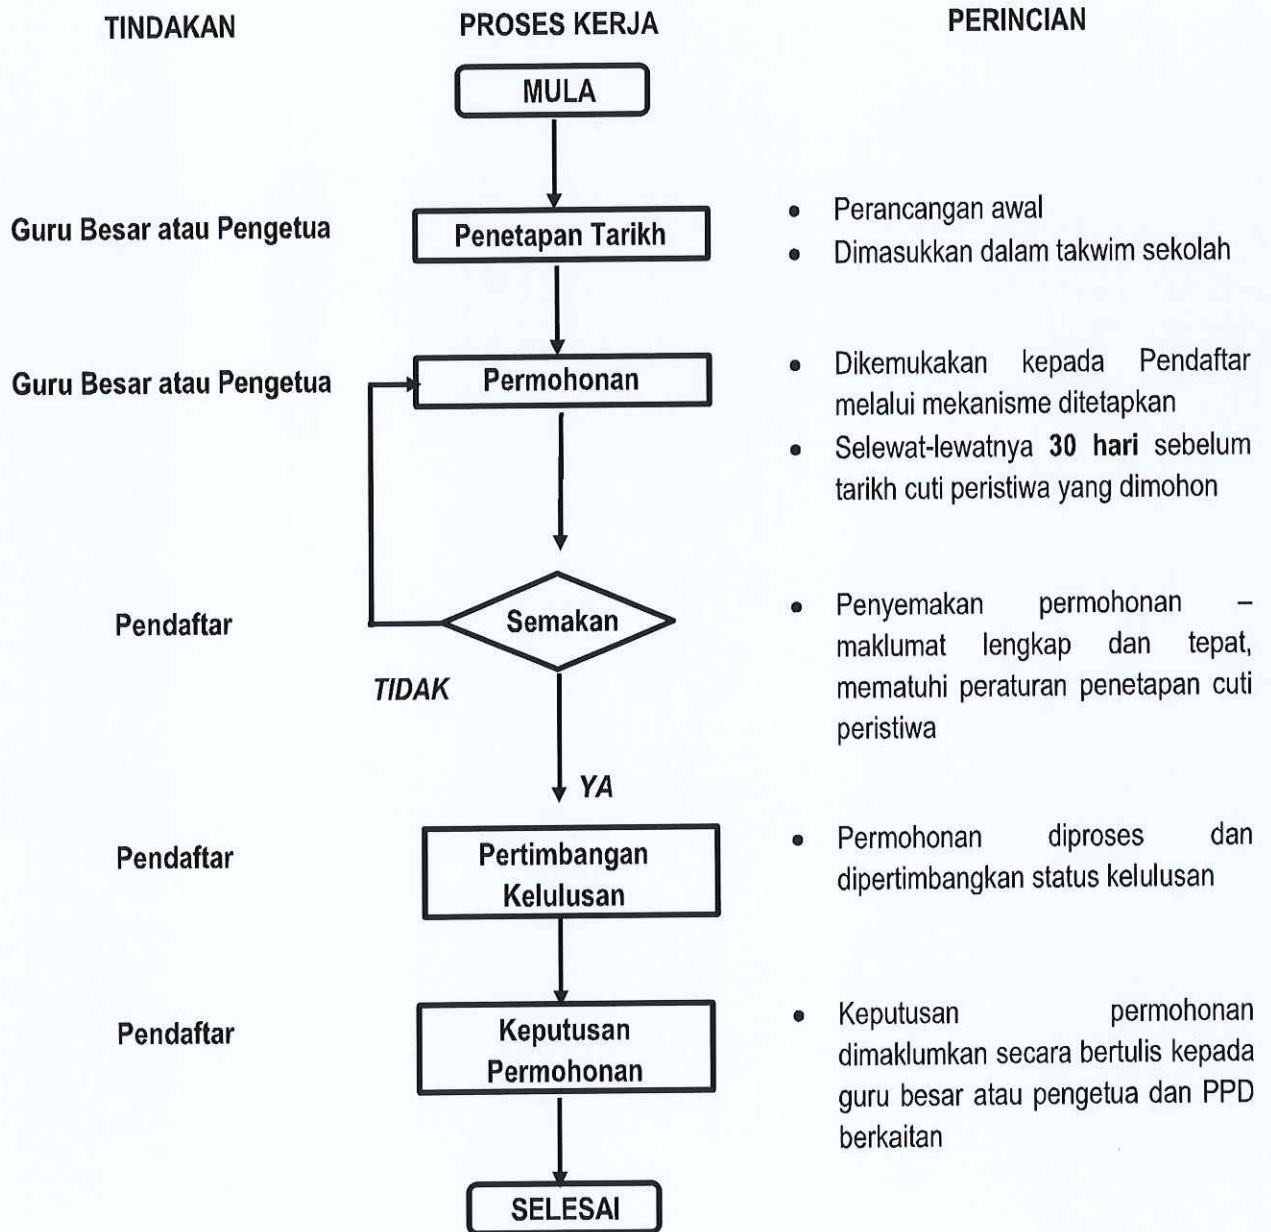 TINDAKAN
PROSES KERJA
PERINCIAN
MULA
Guru Besar atau Pengetua
Penetapan Tarikh
• Perancangan awal
• Dimasukkan dalam takwim sekolah
Guru Besar atau Pengetua
Permohonan
• Dikemukakan kepada Pendaftar
melalui mekanisme ditetapkan
• Selewat-lewatnya 30 hari sebelum
tarikh cuti peristiwa yang dimohon
Pendaftar
Semakan
TIDAK
YA
• Penyemakan permohonan –
maklumat lengkap dan tepat,
mematuhi peraturan penetapan cuti
peristiwa
Pendaftar
Pertimbangan
Kelulusan
• Permohonan diproses dan
dipertimbangkan status kelulusan
Pendaftar
Keputusan
Permohonan
• Keputusan permohonan
dimaklumkan secara bertulis kepada
guru besar atau pengetua dan PPD
berkaitan
SELESAI